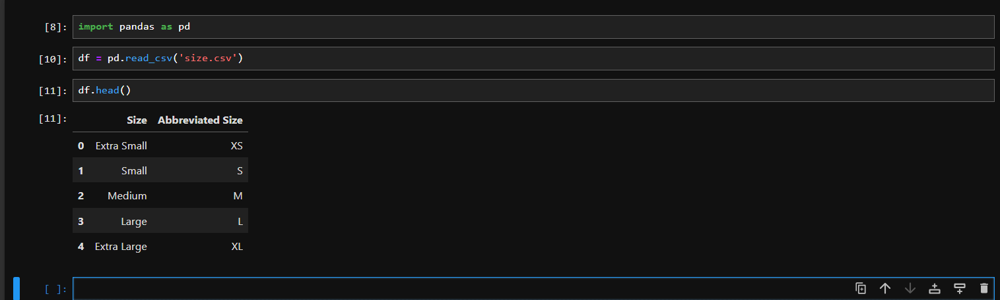 [8]: import pandas as pd
[10]: df = pd.read_csv('size.csv')
[11]: df.head()
[11]: Size Abbreviated Size
0 Extra Small XS
1 Small S
2 Medium M
3 Large L
4 Extra Large XL
[ ]: